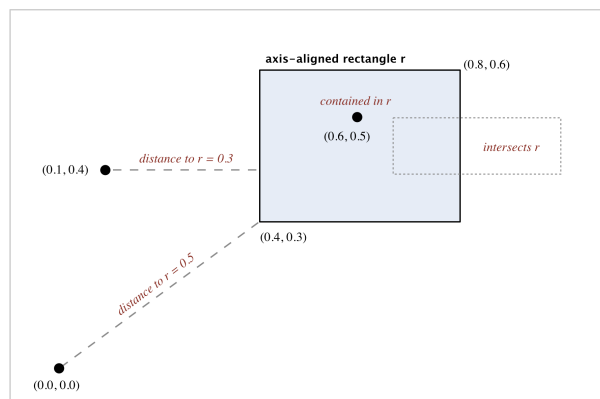 axis-aligned rectangle r
(0.8, 0.6)
contained in r
(0.6, 0.5)
intersects r
distance to r = 0.3
(0.1, 0.4)
(0.4, 0.3)
distance to r = 0.5
(0.0, 0.0)